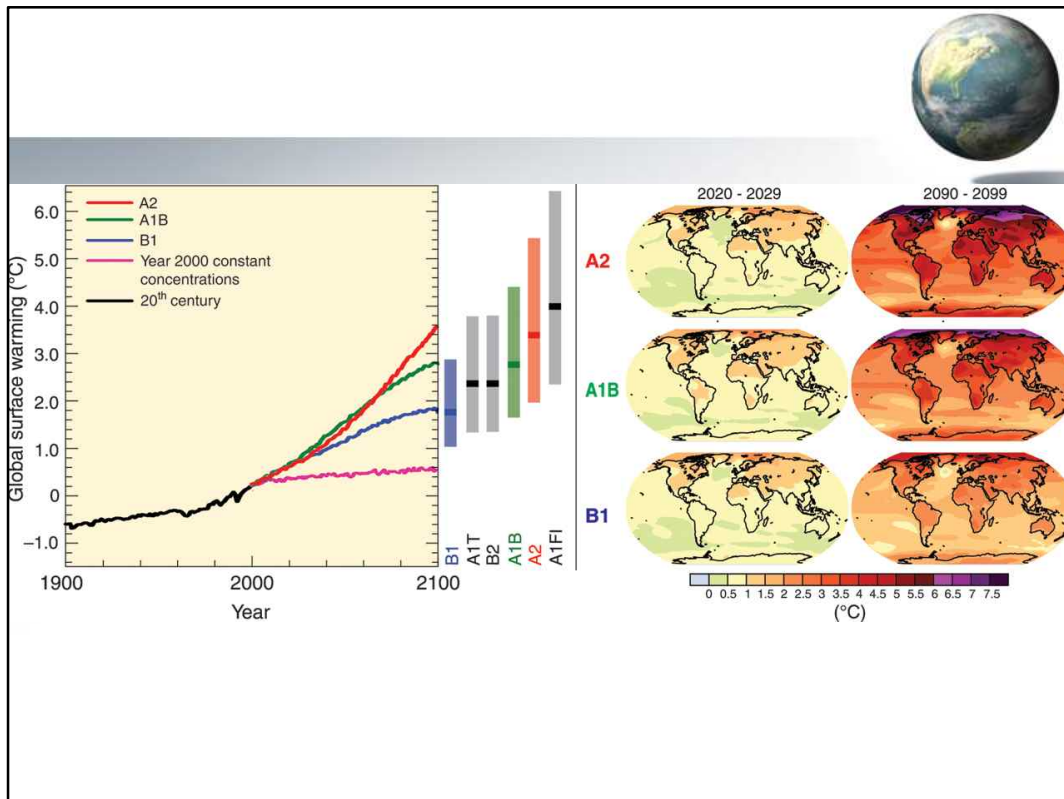 A2
A1B
B1
Year 2000 constant
concentrations
20th century
Global surface warming (°C)
6.0
5.0
4.0
3.0
2.0
1.0
0
–1.0
1900
2000
2100
Year
B1
A1T
B2
A1B
A2
A1FI
2020 - 2029
2090 - 2099
A2
A1B
B1
0 0.5 1 1.5 2 2.5 3 3.5 4 4.5 5 5.5 6 6.5 7 7.5
(°C)